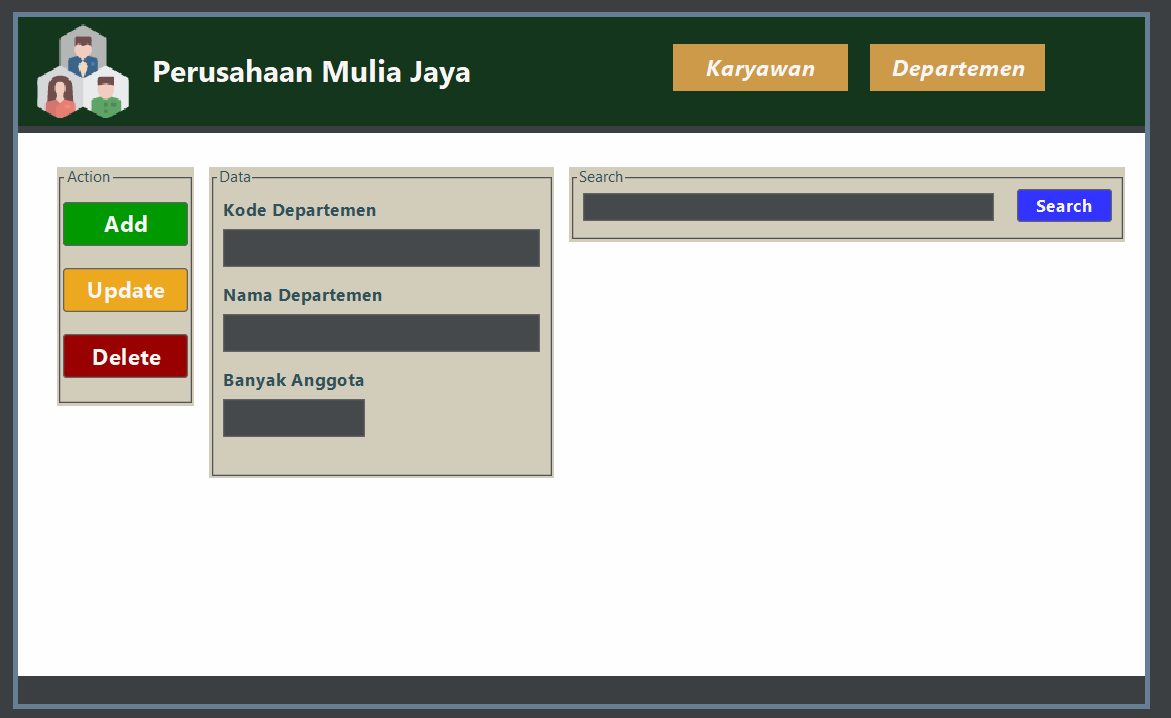 Perusahaan Mulia Jaya
Karyawan
Departemen
Action
Add
Update
Delete
Data
Kode Departemen
Nama Departemen
Banyak Anggota
Search
Search